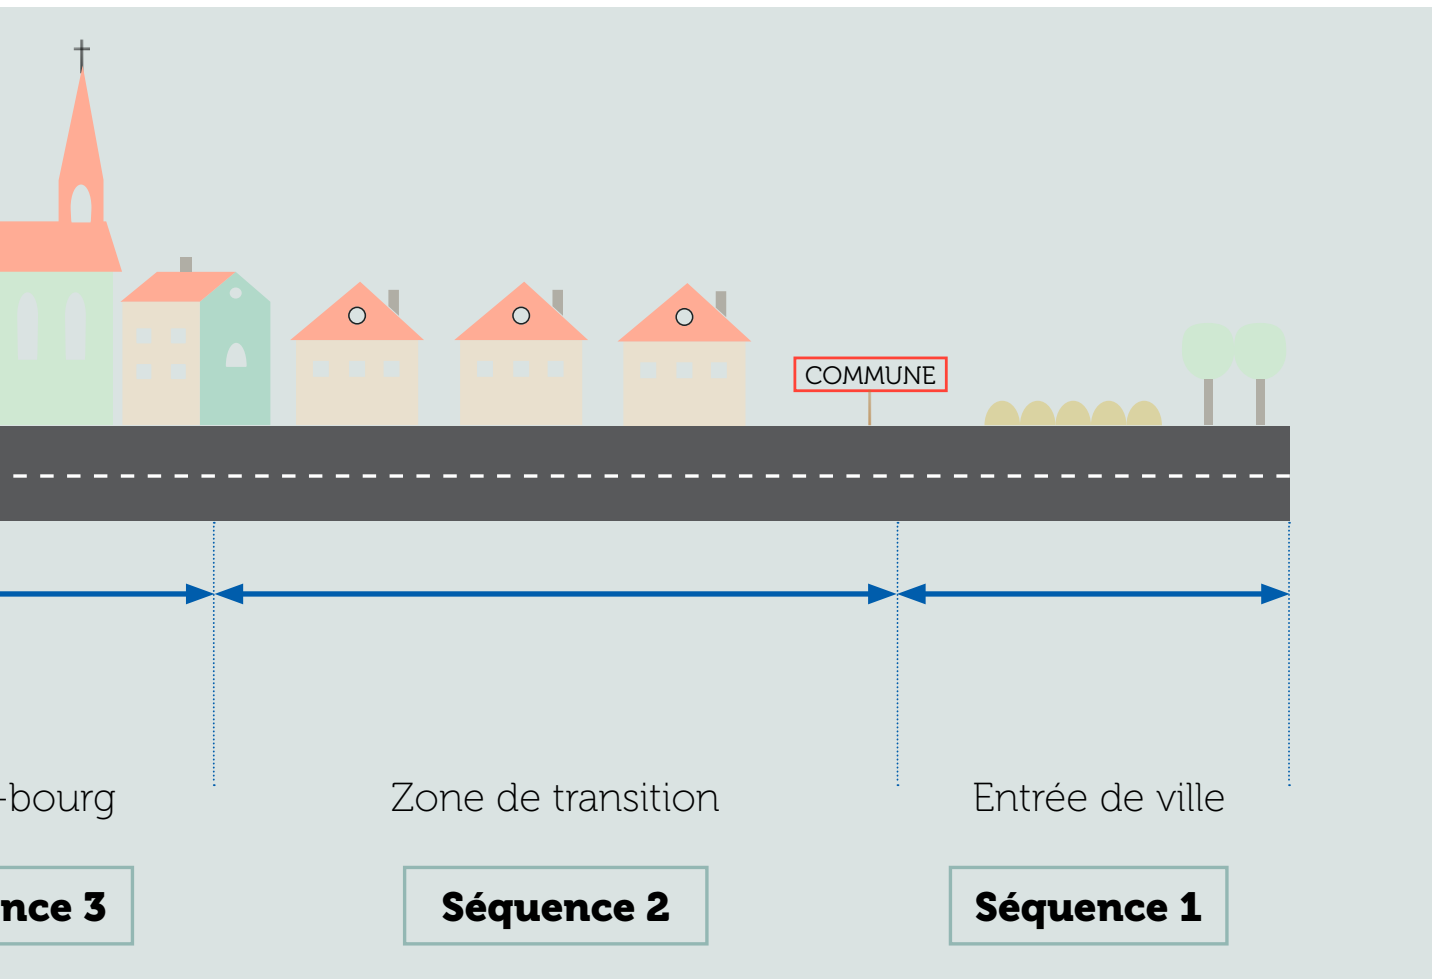 COMMUNE
-bourg
Zone de transition
Entrée de ville
nce 3
Séquence 2
Séquence 1